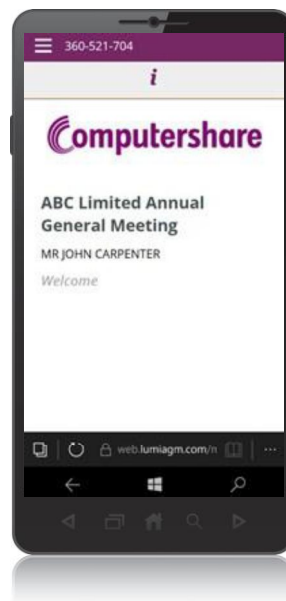 360-521-704
i
Computershare
ABC Limited Annual
General Meeting
MR JOHN CARPENTER
Welcome
web.lumiagm.com/n